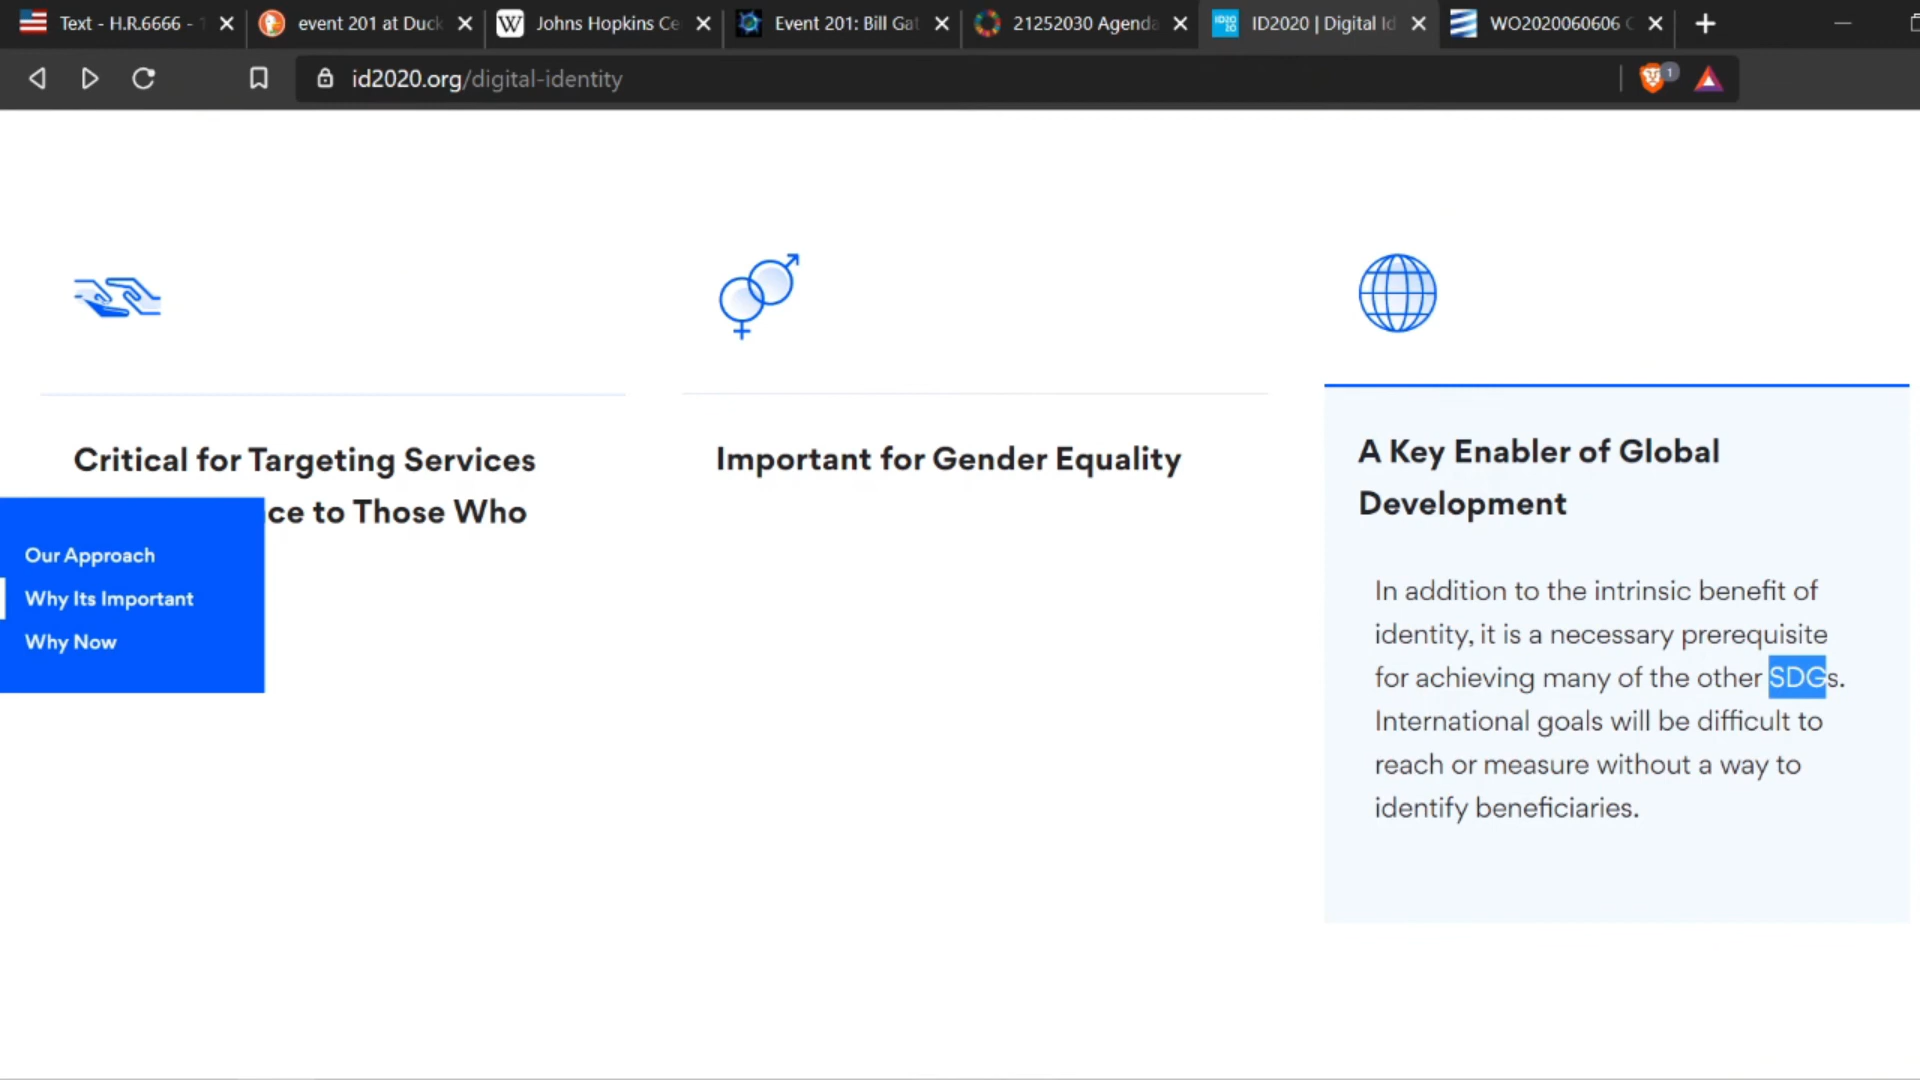 Text - H.R.6666 -
event 201 at Duck
W
Johns Hopkins Ce
Event 201: Bill Gat
21252030 Agenda
ID2020
ID2020 | Digital Id
WO2020060606
id2020.org/digital-identity
1
Critical for Targeting Services
ce to Those Who
Important for Gender Equality
A Key Enabler of Global
Development
In addition to the intrinsic benefit of
identity, it is a necessary prerequisite
for achieving many of the other SDGs.
International goals will be difficult to
reach or measure without a way to
identify beneficiaries.
Our Approach
Why Its Important
Why Now